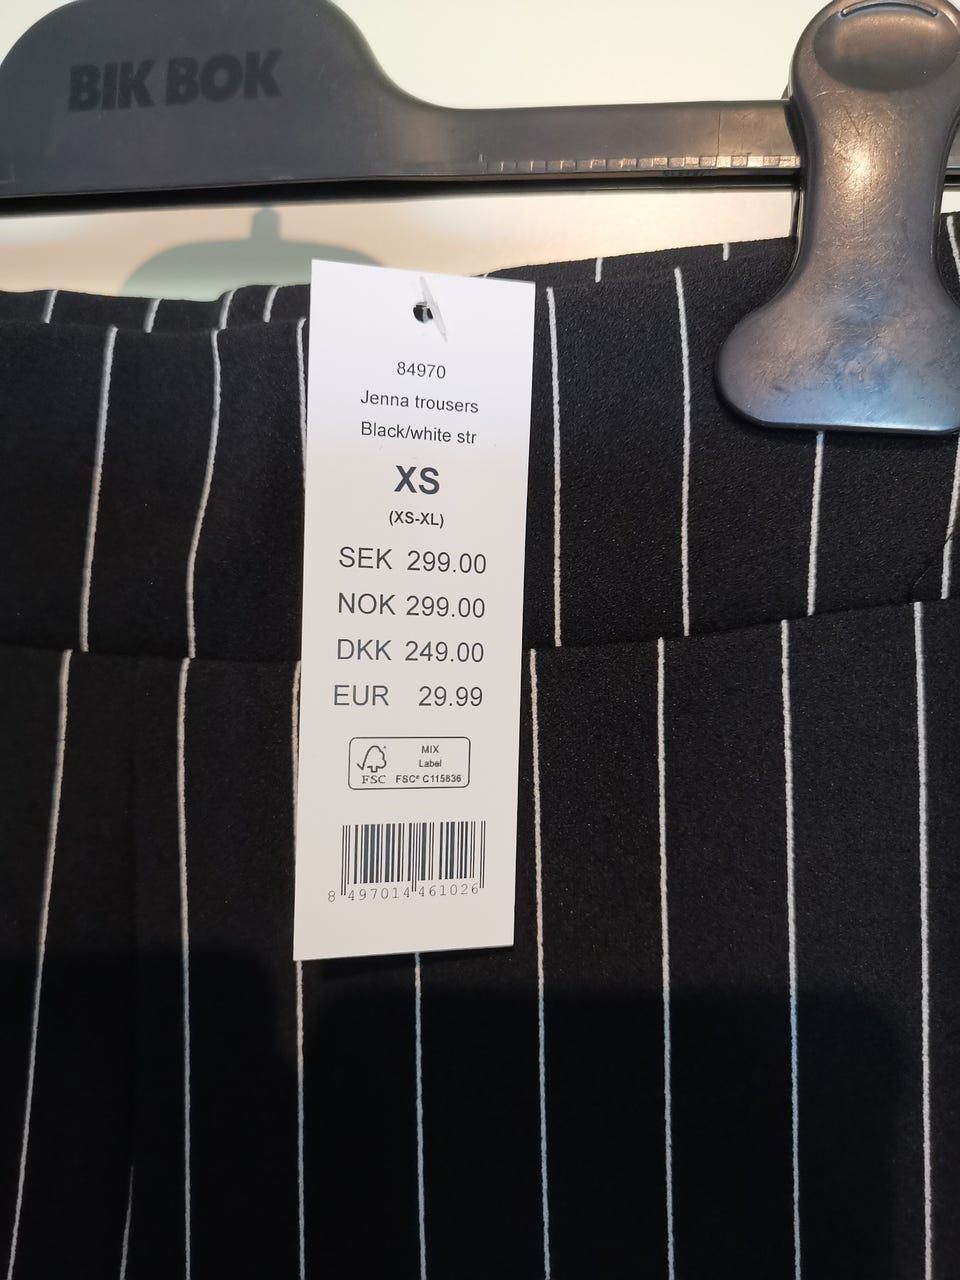 BIK BOK
84970
Jenna trousers
Black/white str
XS
(XS-XL)
SEK 299.00
NOK 299.00
DKK 249.00
EUR 29.99
MIX
Label
FSC FSC® C115836
8 497014 461026